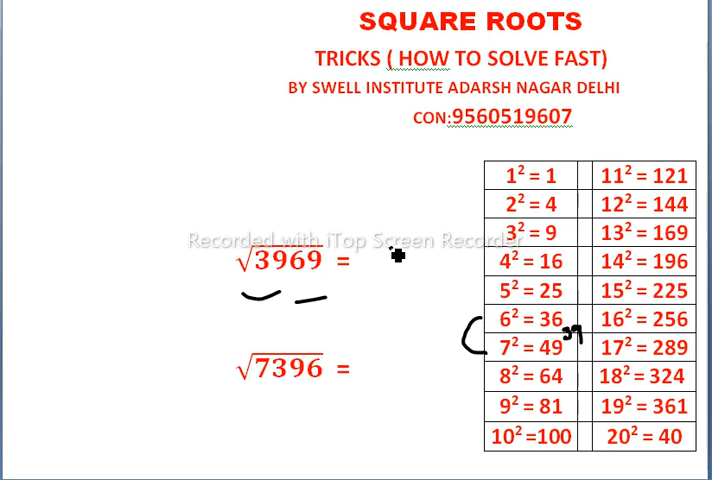 SQUARE ROOTS
TRICKS ( HOW TO SOLVE FAST)
BY SWELL INSTITUTE ADARSH NAGAR DELHI
CON:9560519607
Recorded with iTop Screen Recorder
√3969 =
√7396 =
1² = 1 11² = 121
2² = 4 12² = 144
3² = 9 13² = 169
4² = 16 14² = 196
5² = 25 15² = 225
6² = 36 16² = 256
39
7² = 49 17² = 289
8² = 64 18² = 324
9² = 81 19² = 361
10² =100 20² = 40